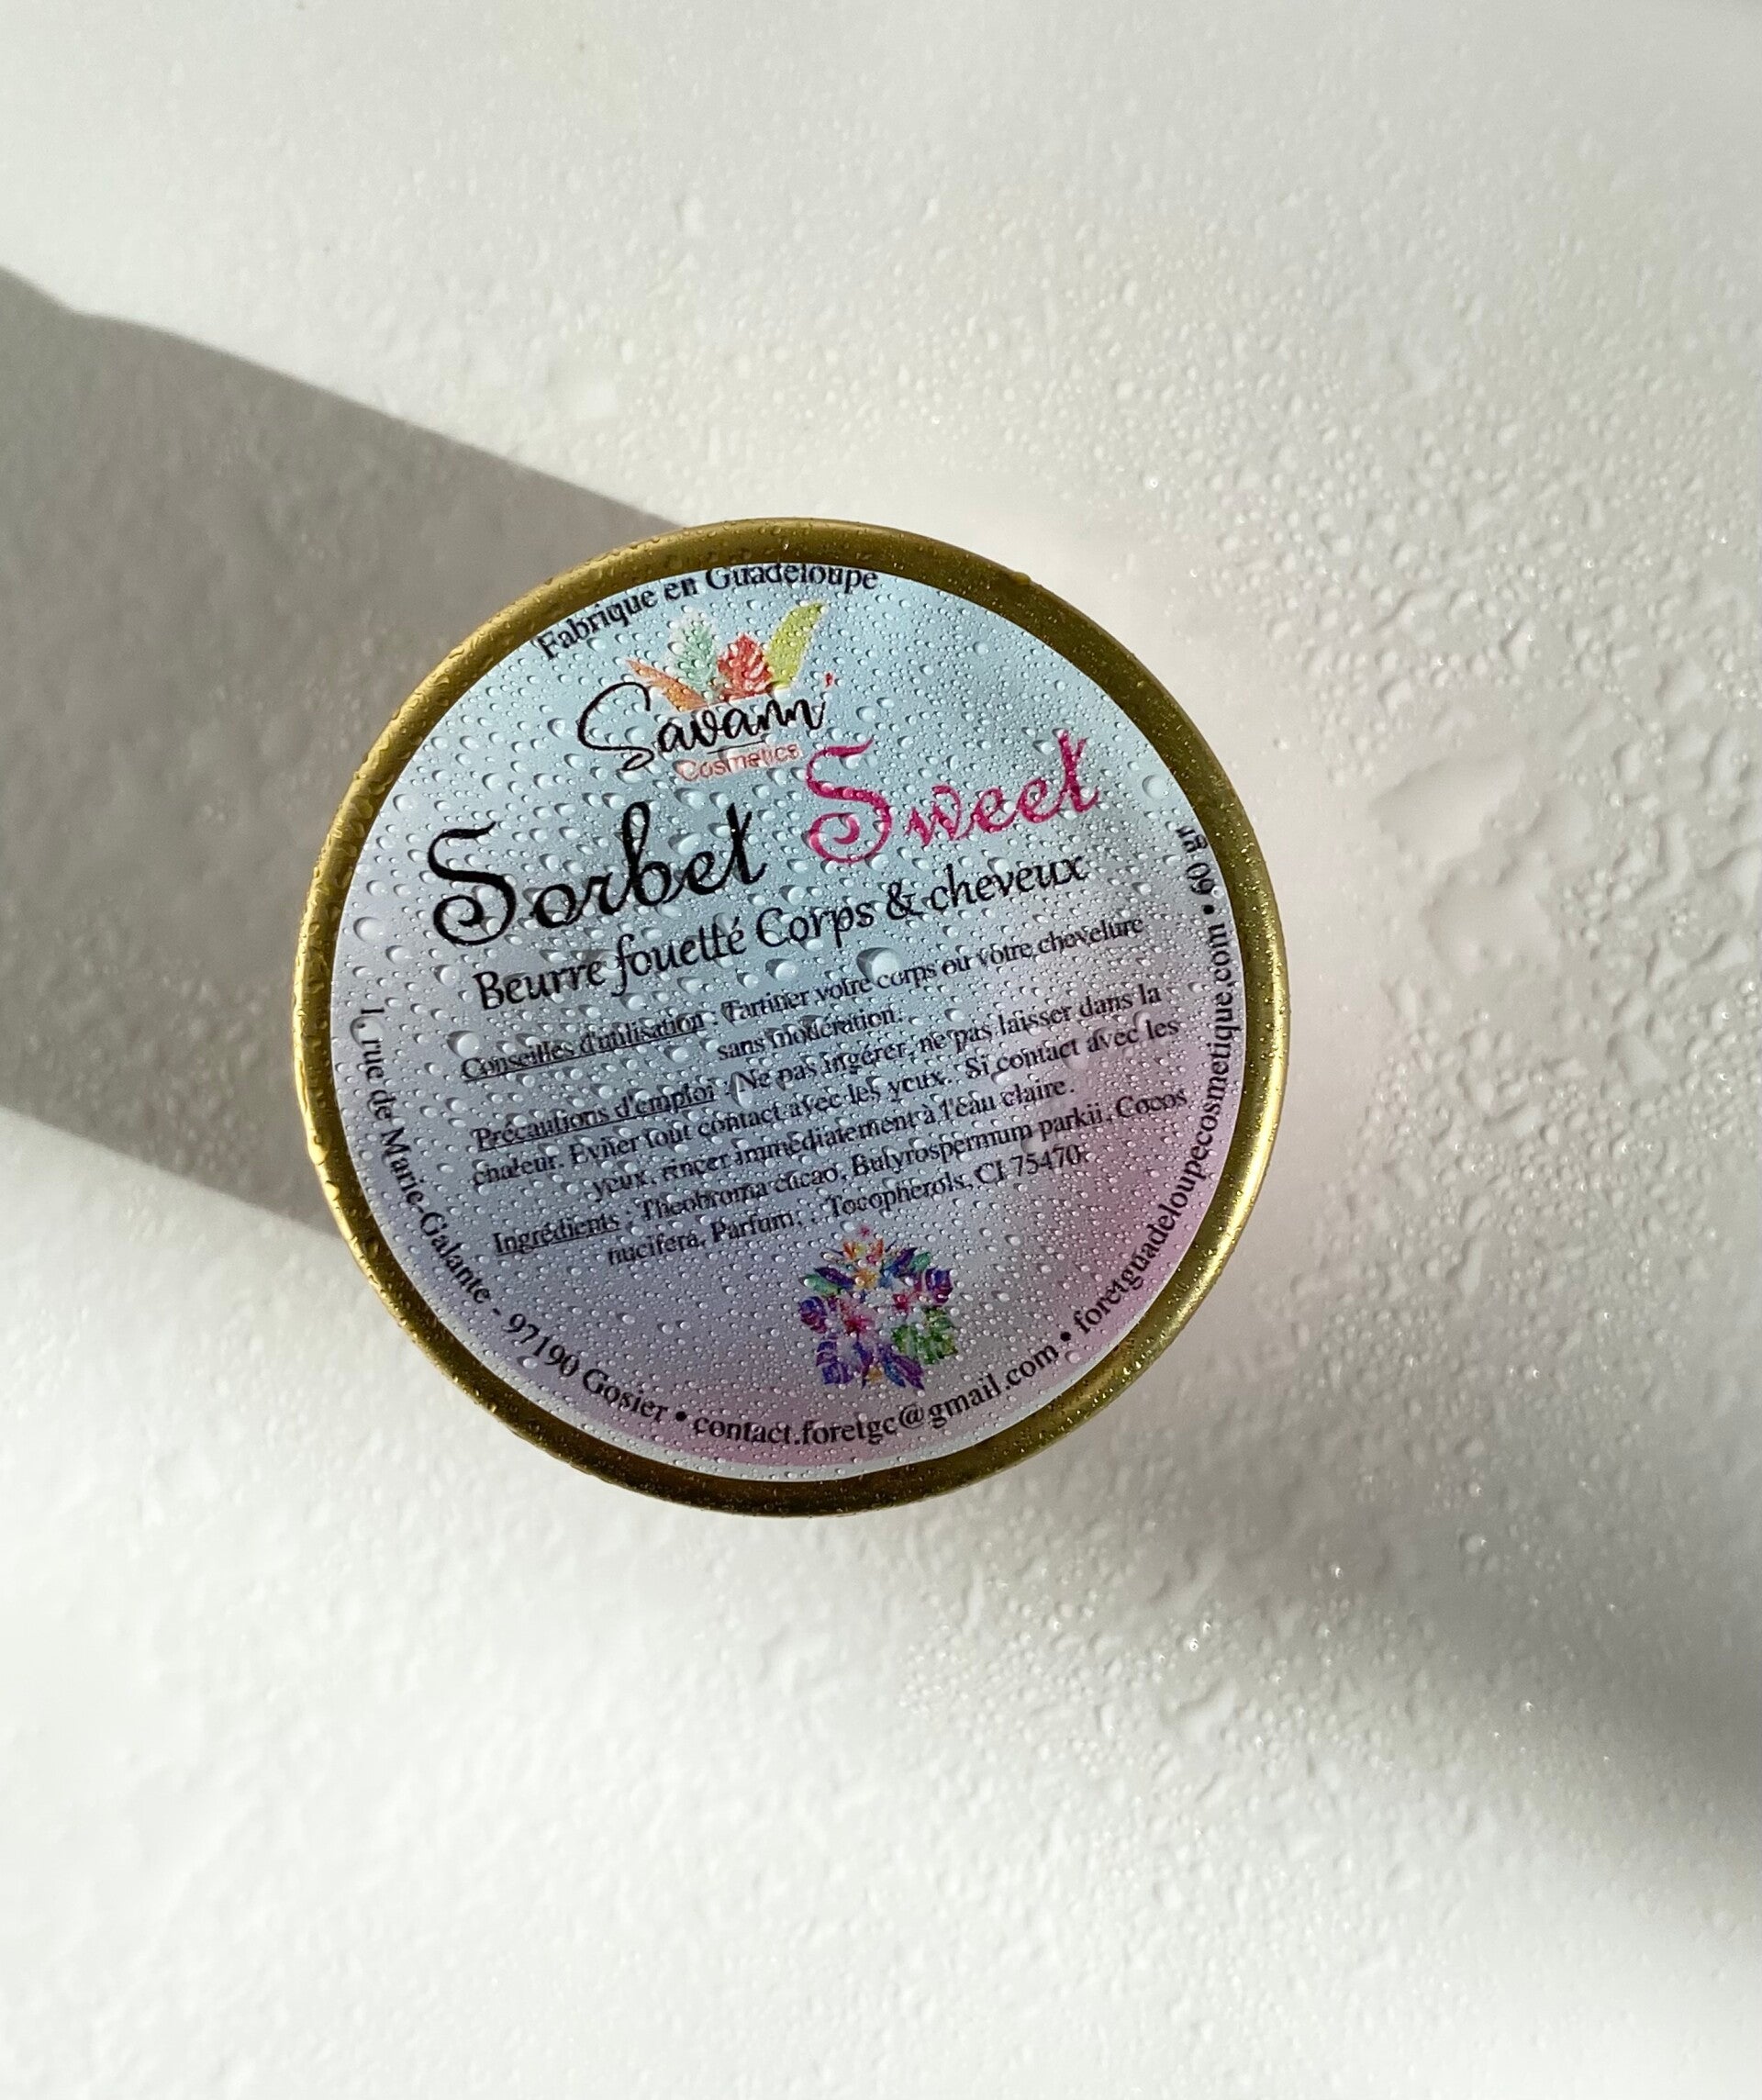 Fabrique en Guadeloupe
Savann'
Cosmetics
Sorbet Sweet
Beurre fouetté Corps & cheveux
Conseilles d'utilisation : Tartiner votre corps ou votre chevelure
sans modération.
Précautions d'emploi : Ne pas ingérer, ne pas laisser dans la
chaleur. Eviter tout contact avec les yeux. Si contact avec les
yeux, rincer immédiatement à l'eau claire.
Ingrédients : Theobroma cacao, Butyrospermum parkii, Cocos
nucifera, Parfum, , Tocopherols, CI 75470.
1, rue de Marie-Galante - 97190 Gosier • contact.foretgc@gmail.com • foretguadeloupecosmetique.com • 60 gr